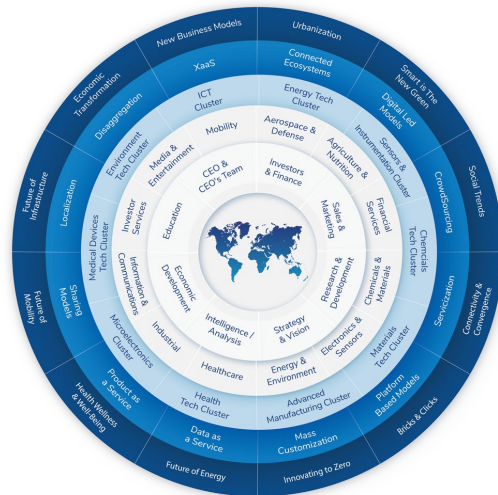 New Business Models
Urbanization
Smart is The
New Green
Social Trends
Connectivity &
Convergence
Bricks & Clicks
Innovating to Zero
Future of Energy
Health Wellness
& Well-Being
Future of
Mobility
Future of
Infrastructure
Economic
Transformation
XaaS
Connected
Ecosystems
Digital Led
Models
CrowdSourcing
Servicization
Platform
Based Models
Mass
Customization
Data as
a Service
Product as
a Service
Sharing
Models
Localization
Disaggregation
ICT
Cluster
Energy Tech
Cluster
Sensors &
Instrumentation Cluster
Chemcials
Tech Cluster
Materials
Tech Cluster
Advanced
Manufacturing Cluster
Health
Tech Cluster
Microelectronics
Cluster
Medical Devices
Tech Cluster
Environment
Tech Cluster
Mobility
Aerospace &
Defense
Agriculture &
Nutrition
Financial
Services
Chemicals &
Materials
Electronics &
Sensors
Energy &
Environment
Healthcare
Industrial
Information &
Communications
Investor
Services
Media &
Entertainment
CEO &
CEO's Team
Investors
& Finance
Sales &
Marketing
Research &
Development
Strategy
& Vision
Intelligence /
Analysis
Economic
Development
Education